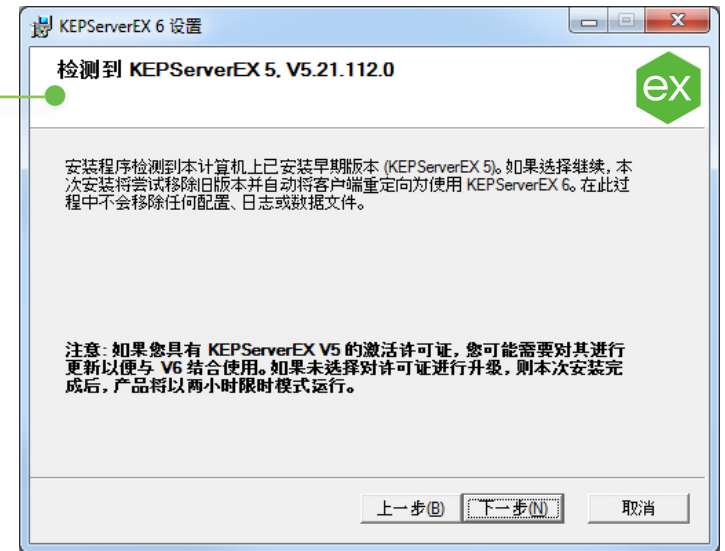 KEPServerEX 6 设置
检测到 KEPServerEX 5, V5.21.112.0
ex
安装程序检测到本计算机上已安装早期版本 (KEPServerEX 5)。如果选择继续, 本
次安装将尝试移除旧版本并自动将客户端重定向为使用 KEPServerEX 6。在此过
程中不会移除任何配置、日志或数据文件。
注意: 如果您具有 KEPServerEX V5 的激活许可证, 您可能需要对其进行
更新以便与 V6 结合使用。如果未选择对许可证进行升级, 则本次安装完
成后, 产品将以两小时限时模式运行。
上一步(B) 下一步(N) 取消